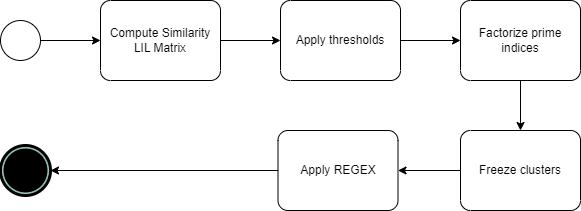 Compute Similarity
LIL Matrix
Apply thresholds
Factorize prime
indices
Freeze clusters
Apply REGEX